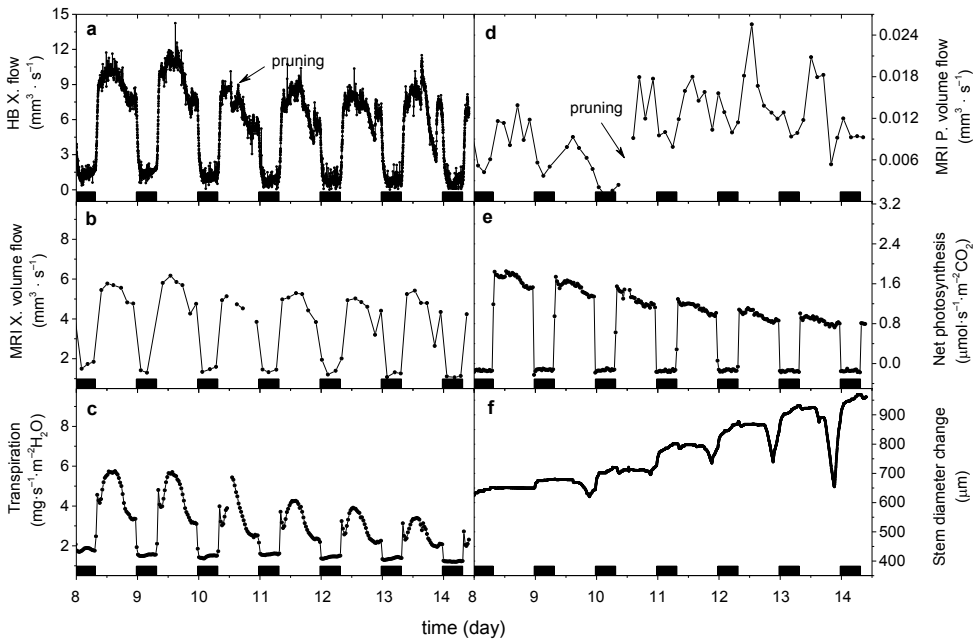 a
pruning
HB X. flow
(mm³ · s⁻¹)
15
12
9
6
3
0
d
pruning
MRI P. volume flow
(mm³ · s⁻¹)
0.024
0.018
0.012
0.006
b
MRI X. volume flow
(mm³ · s⁻¹)
8
6
4
2
e
Net photosynthesis
(μmol·s⁻¹·m⁻²CO₂)
3.2
2.4
1.6
0.8
0.0
c
Transpiration
(mg·s⁻¹·m⁻²H₂O)
8
6
4
2
f
Stem diameter change
(μm)
900
800
700
600
500
400
8 9 10 11 12 13 14 8 9 10 11 12 13 14
time (day)